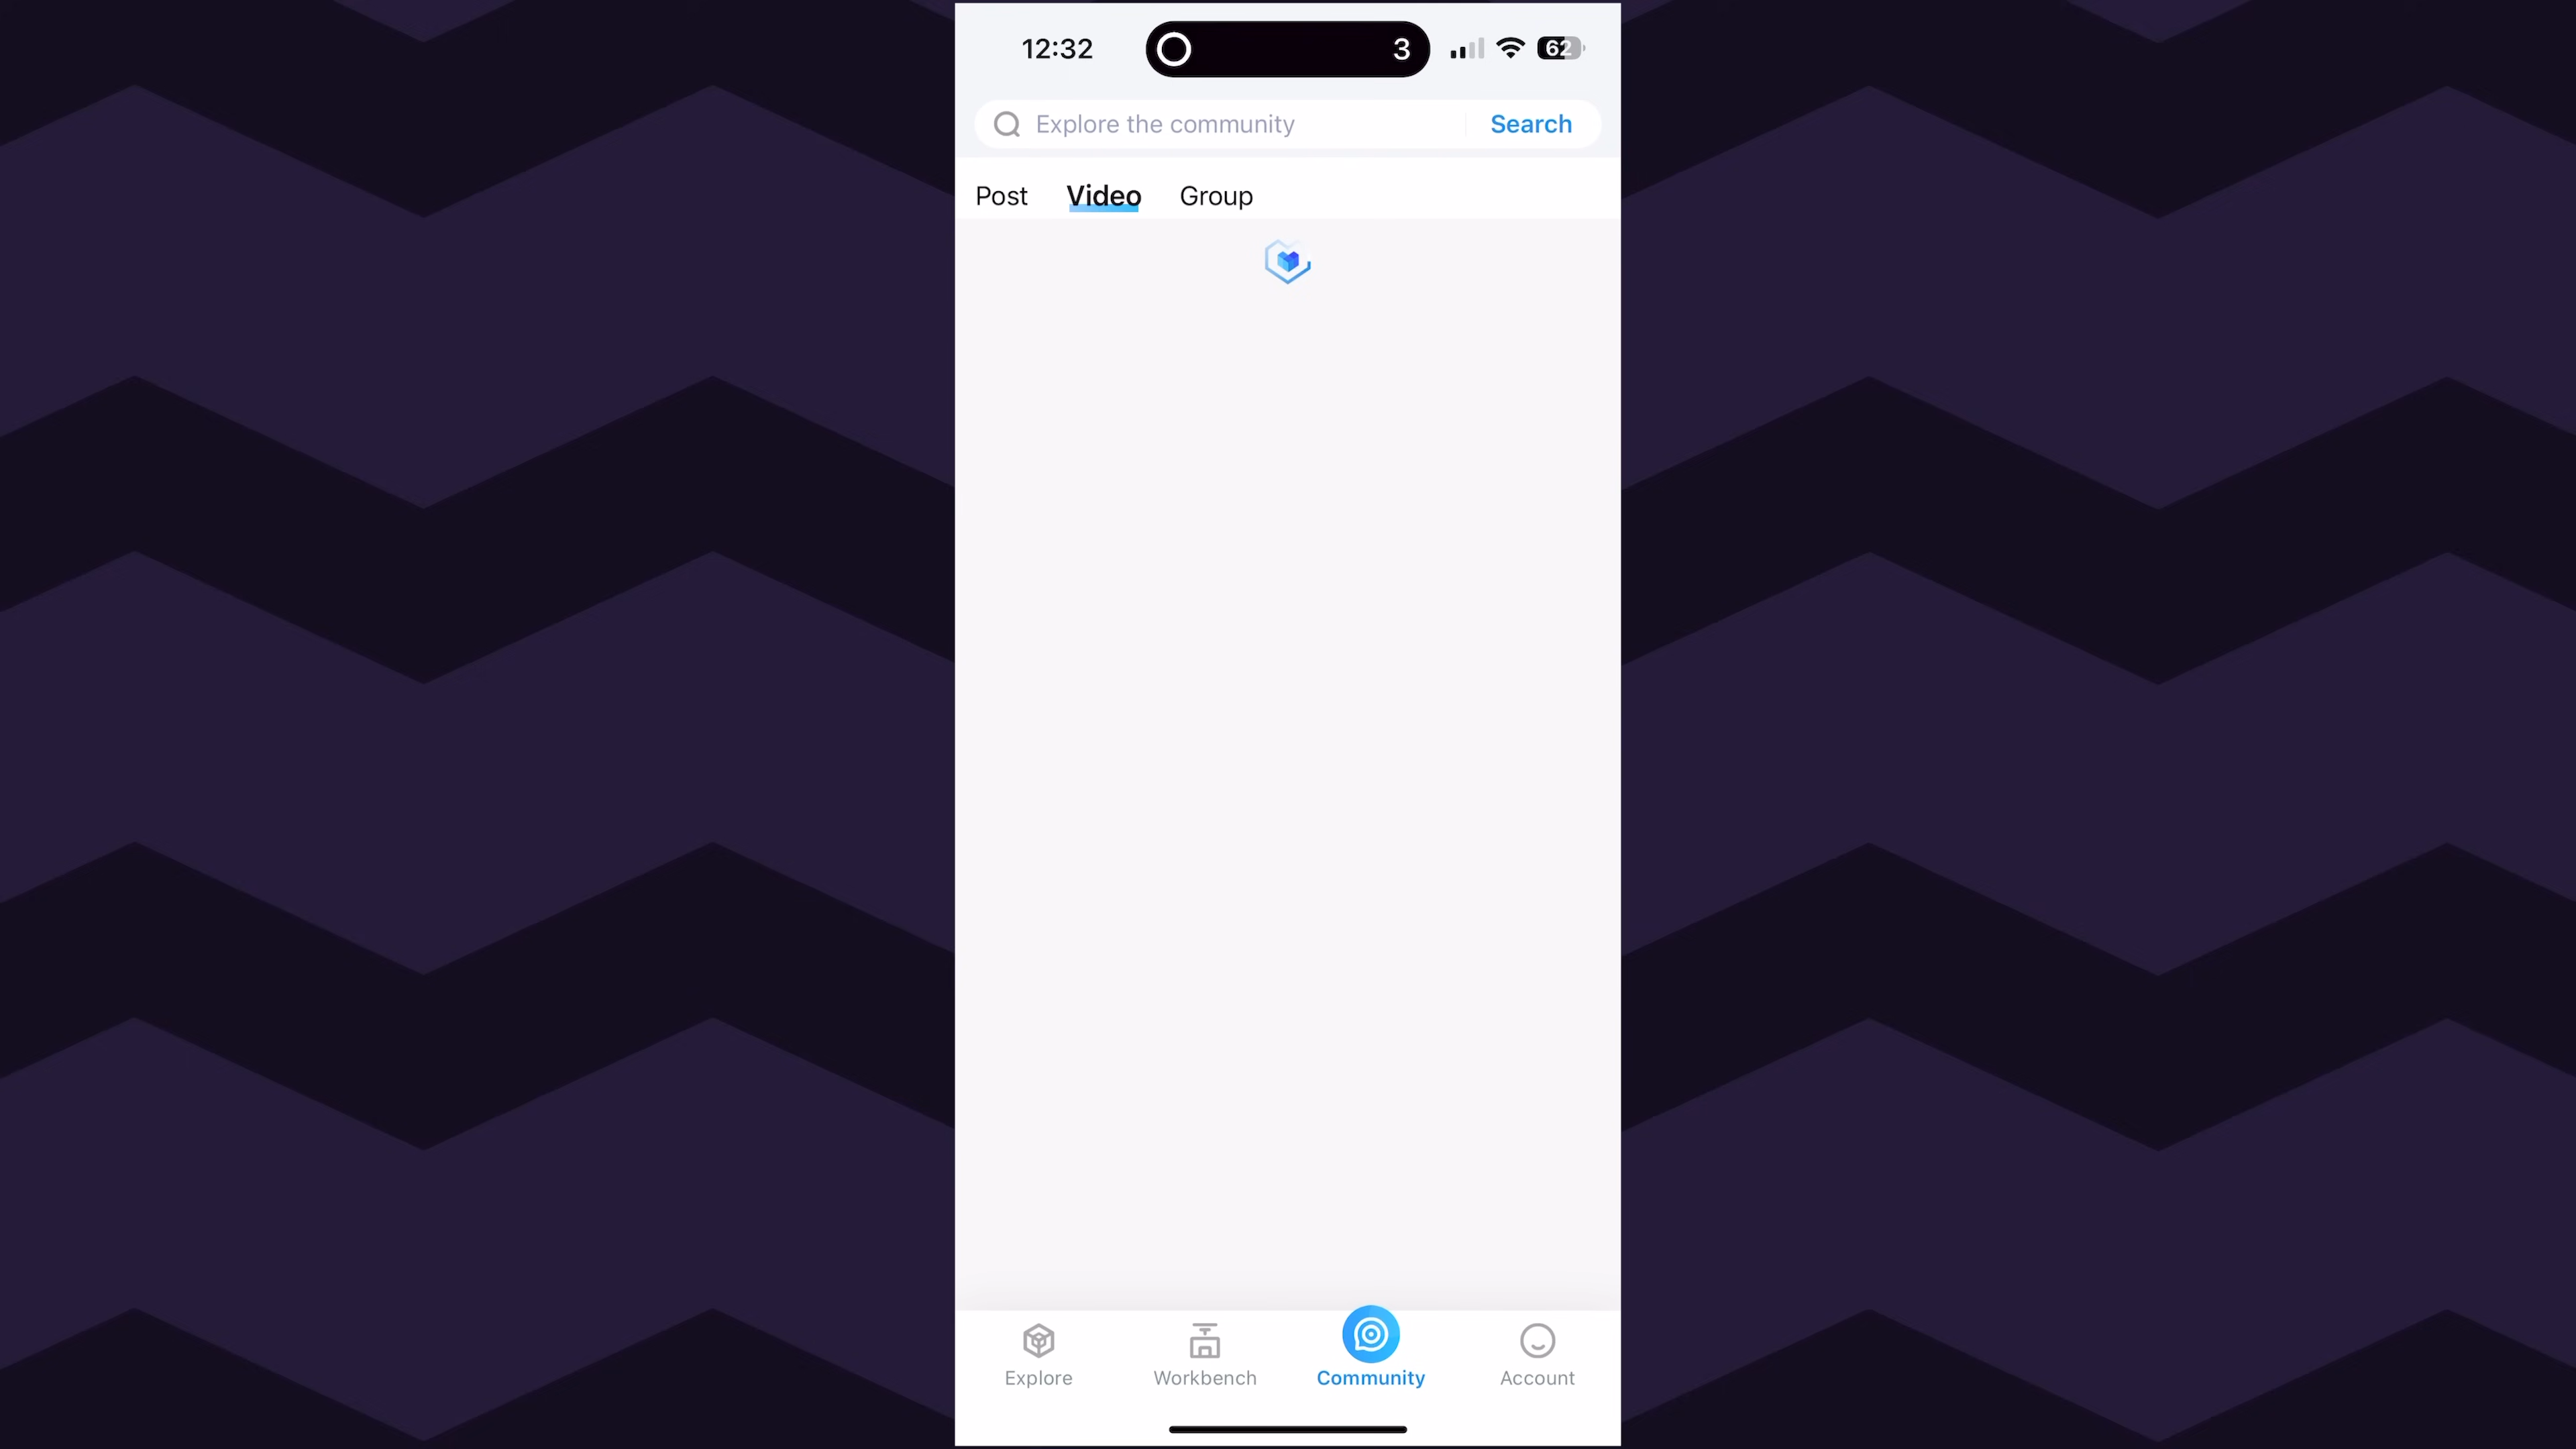 12:32
3
62
Explore the community
Search
Post
Video
Group
Explore
Workbench
Community
Account